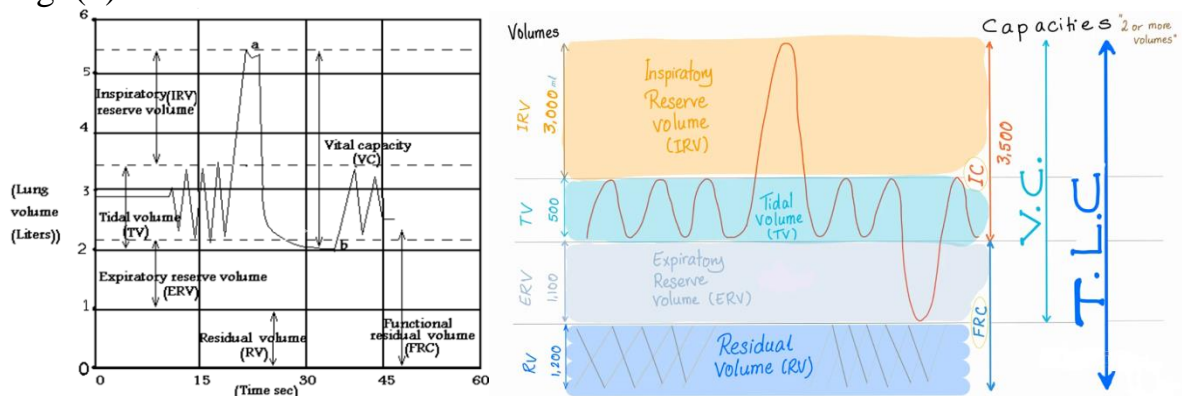 6
a
5
Inspiratory (IRV)
reserve volume
4
Vital capacity
(VC)
(Lung
volume
(Liters))
3
Tidal volume
(TV)
2
b
Expiratory reserve volume
(ERV)
1
Residual volume
(RV)
Functional
residual volume
(FRC)
0
0 15 30 45 60
(Time sec)
Volumes
Capacities "2 or more
volumes"
IRV
3,000 ml
Inspiratory
Reserve
volume
(IRV)
TV
500
Tidal
volume
(TV)
ERV
1,100
Expiratory
Reserve
volume (ERV)
RV
1,200
Residual
Volume (RV)
IC
3,500
FRC
V.C.
T.L.C